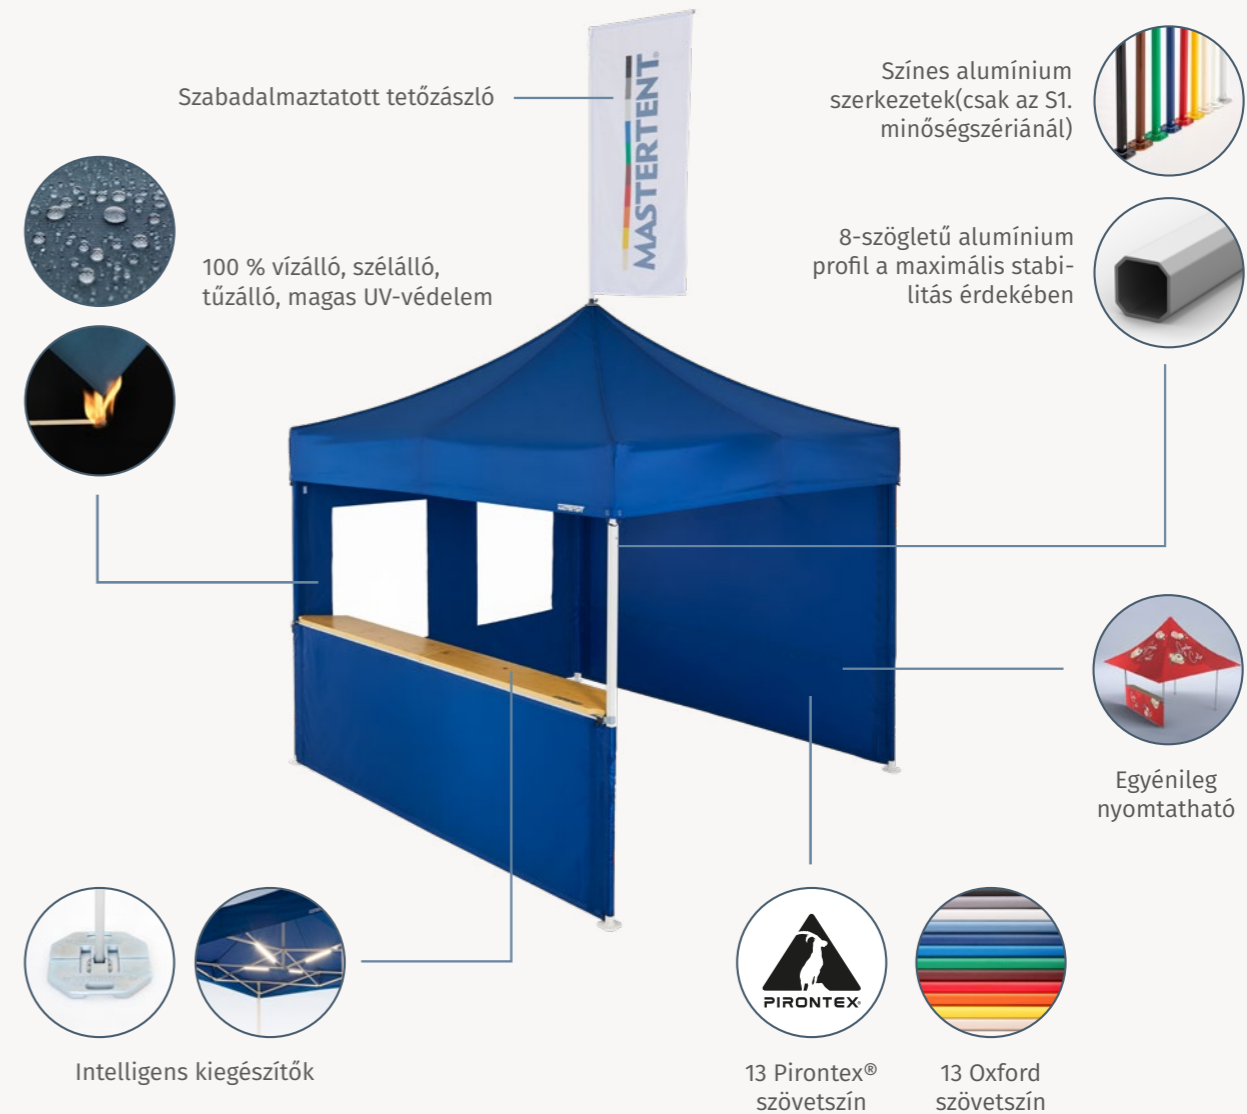 Szabadalmaztatott tetőzászló
MASTERTENT®
Színes alumínium
szerkezetek(csak az S1.
minőségszériánál)
100 % vízálló, szélálló,
tűzálló, magas UV-védelem
8-szögletű alumínium
profil a maximális stabi-
litás érdekében
Egyénileg
nyomtatható
PIRONTEX®
Intelligens kiegészítők
13 Pirontex®
szövetszín
13 Oxford
szövetszín